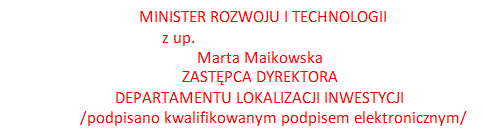 MINISTER ROZWOJU I TECHNOLOGII
z up.
Marta Maikowska
ZASTĘPCA DYREKTORA
DEPARTAMENTU LOKALIZACJI INWESTYCJI
/podpisano kwalifikowanym podpisem elektronicznym/